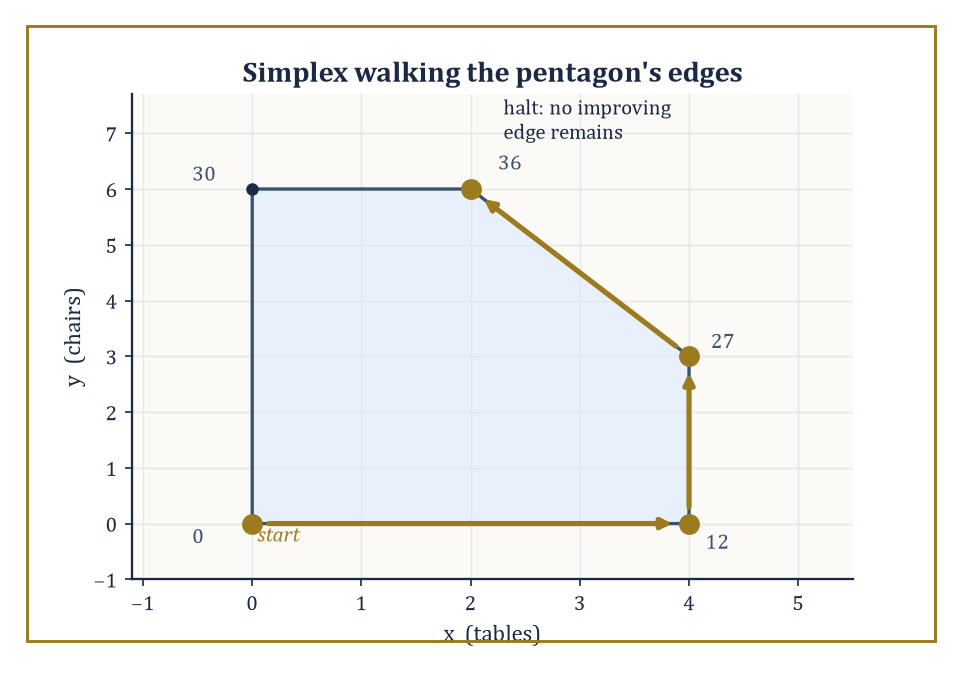 Simplex walking the pentagon's edges
halt: no improving
edge remains
36
30
27
0
start
12
y (chairs)
7
6
5
4
3
2
1
0
−1
−1 0 1 2 3 4 5
x (tables)